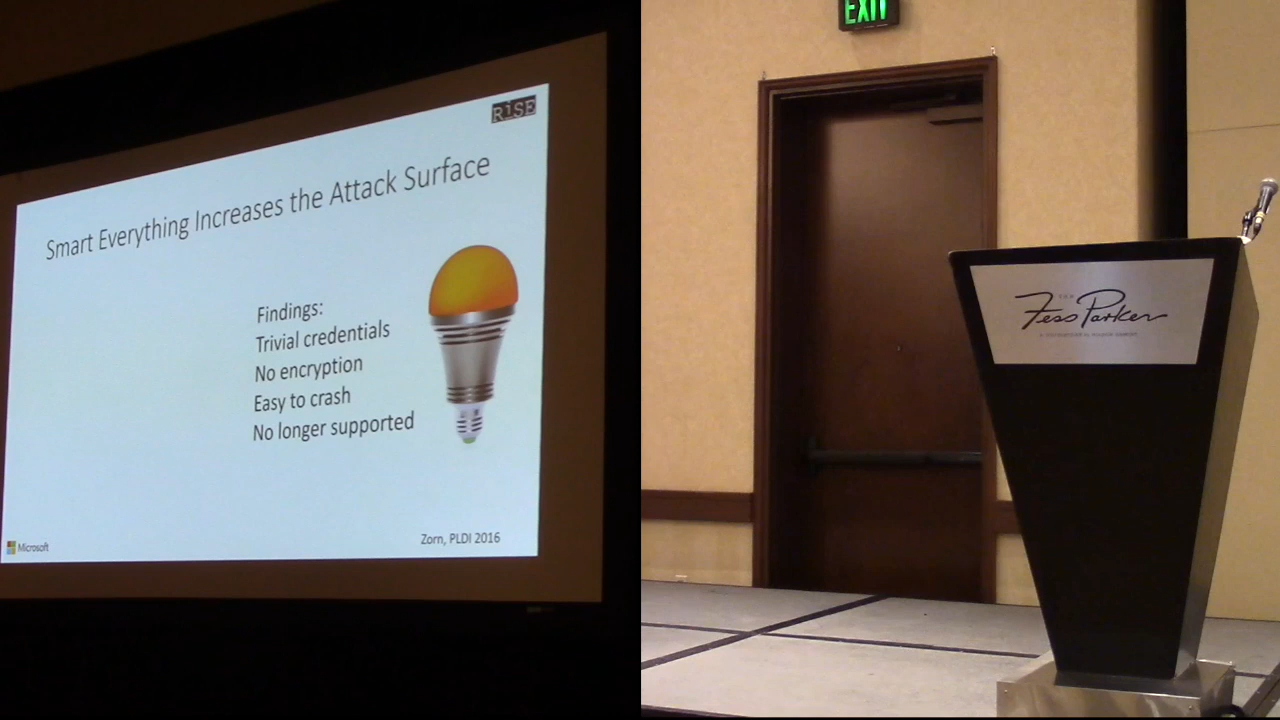 RiSE
Smart Everything Increases the Attack Surface
Findings:
Trivial credentials
No encryption
Easy to crash
No longer supported
Microsoft
Zorn, PLDI 2016
EXIT
THE
Fess Parker